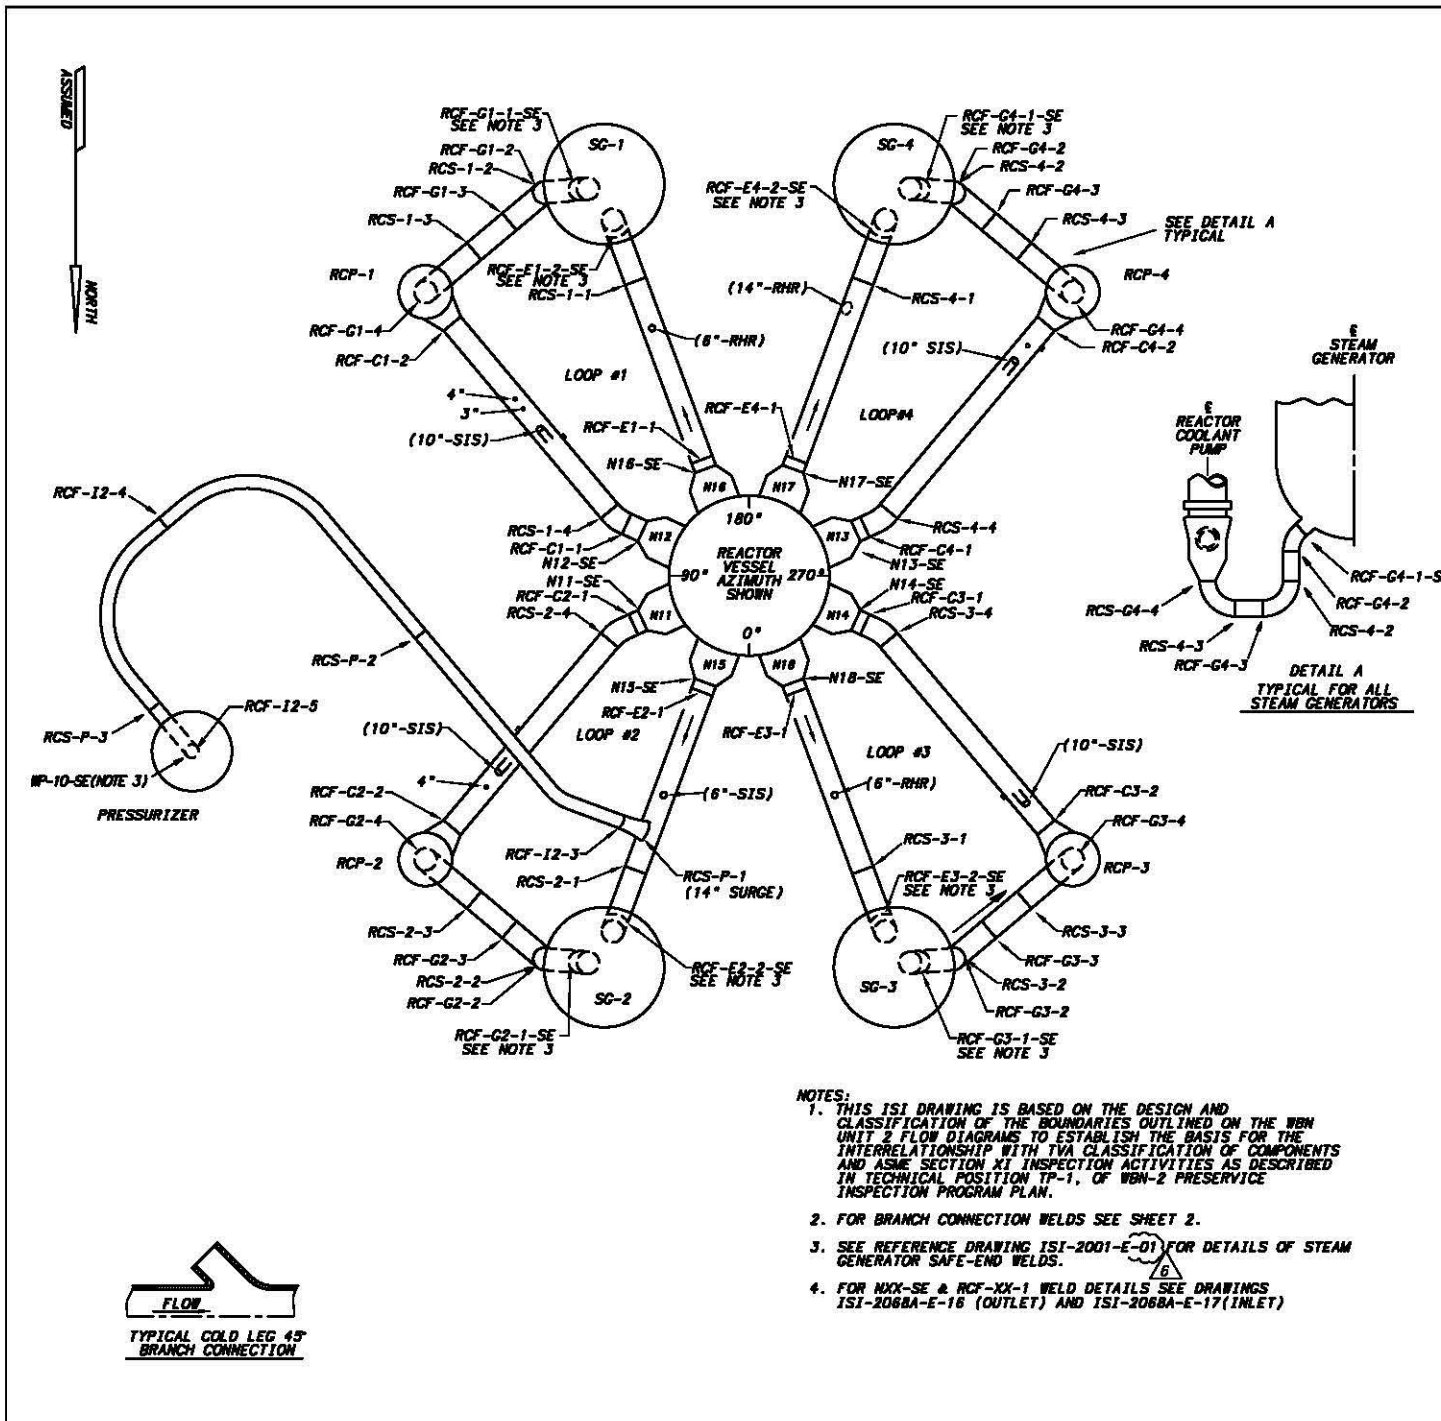 ASSUMED
NORTH
RCF-G1-1-SE
SEE NOTE 3
RCF-G1-2
RCS-1-2
RCF-G1-3
RCS-1-3
RCP-1
SG-1
RCF-E1-2-SE
SEE NOTE 3
RCS-1-1
RCF-G1-4
RCF-C1-2
(6"-RHR)
LOOP #1
4"
3"
(10"-SIS)
RCF-E1-1
N16-SE
N16
RCS-1-4
RCF-C1-1
N12-SE
N12
SG-4
RCF-G4-1-SE
SEE NOTE 3
RCF-G4-2
RCS-4-2
RCF-G4-3
RCS-4-3
RCF-E4-2-SE
SEE NOTE 3
SEE DETAIL A
TYPICAL
RCP-4
(14"-RHR)
RCS-4-1
RCF-G4-4
RCF-C4-2
(10" SIS)
RCF-E4-1
LOOP#4
N17-SE
N17
RCS-4-4
RCF-C4-1
N13-SE
N13
180°
90°
REACTOR
VESSEL
AZIMUTH
SHOWN
270°
0°
N11-SE
RCF-C2-1
RCS-2-4
N11
N15
N15-SE
RCF-E2-1
N14-SE
RCF-C3-1
RCS-3-4
N14
N18
N18-SE
RCF-E3-1
RCF-I2-4
RCS-P-2
RCF-I2-5
RCS-P-3
WP-10-SE(NOTE 3)
PRESSURIZER
(10"-SIS)
LOOP #2
4"
RCF-C2-2
RCF-G2-4
RCP-2
(6"-SIS)
RCF-I2-3
RCS-2-1
RCS-P-1
(14" SURGE)
RCS-2-3
RCF-G2-3
RCS-2-2
RCF-G2-2
RCF-G2-1-SE
SEE NOTE 3
SG-2
RCF-E2-2-SE
SEE NOTE 3
LOOP #3
(6"-RHR)
(10"-SIS)
RCF-C3-2
RCF-G3-4
RCP-3
RCS-3-1
RCF-E3-2-SE
SEE NOTE 3
RCS-3-3
RCF-G3-3
RCS-3-2
RCF-G3-2
SG-3
RCF-G3-1-SE
SEE NOTE 3
℄
STEAM
GENERATOR
℄
REACTOR
COOLANT
PUMP
RCS-G4-4
RCS-4-3
RCF-G4-3
RCF-G4-1-S
RCF-G4-2
RCS-4-2
DETAIL A
TYPICAL FOR ALL
STEAM GENERATORS
NOTES:
1. THIS ISI DRAWING IS BASED ON THE DESIGN AND
CLASSIFICATION OF THE BOUNDARIES OUTLINED ON THE WBN
UNIT 2 FLOW DIAGRAMS TO ESTABLISH THE BASIS FOR THE
INTERRELATIONSHIP WITH TVA CLASSIFICATION OF COMPONENTS
AND ASME SECTION XI INSPECTION ACTIVITIES AS DESCRIBED
IN TECHNICAL POSITION TP-1, OF WBN-2 PRESERVICE
INSPECTION PROGRAM PLAN.
2. FOR BRANCH CONNECTION WELDS SEE SHEET 2.
3. SEE REFERENCE DRAWING ISI-2001-E-01 FOR DETAILS OF STEAM
GENERATOR SAFE-END WELDS.
6
4. FOR NXX-SE & RCF-XX-1 WELD DETAILS SEE DRAWINGS
ISI-2068A-E-16 (OUTLET) AND ISI-2068A-E-17(INLET)
FLOW
TYPICAL COLD LEG 45°
BRANCH CONNECTION